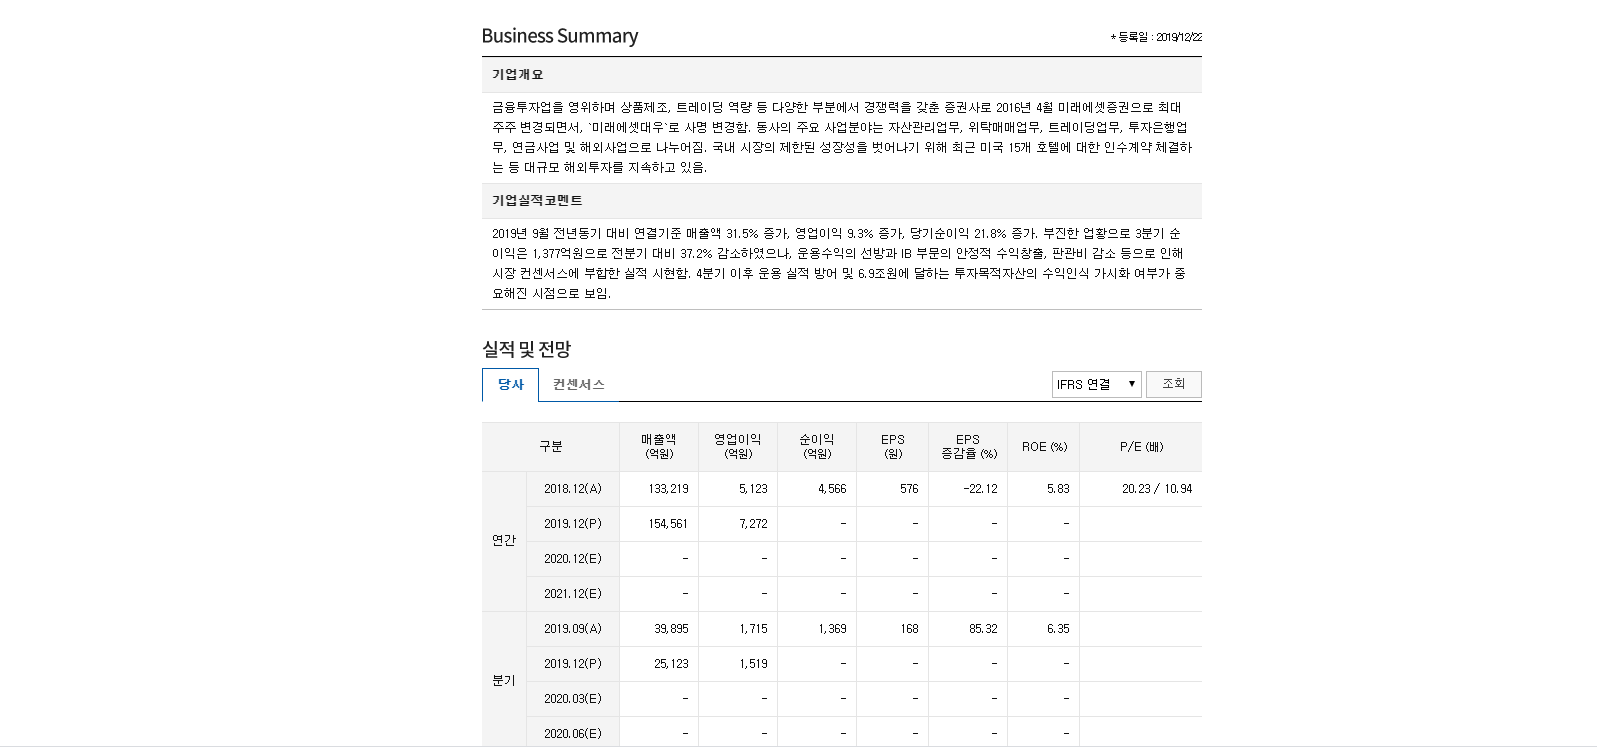 Business Summary
* 등록일 : 2019/12/22
기업개요
금융투자업을 영위하며 상품제조, 트레이딩 역량 등 다양한 부분에서 경쟁력을 갖춘 증권사로 2016년 4월 미래에셋증권으로 최대
주주 변경되면서, `미래에셋대우`로 사명 변경함. 동사의 주요 사업분야는 자산관리업무, 위탁매매업무, 트레이딩업무, 투자은행업
무, 연금사업 및 해외사업으로 나누어짐. 국내 시장의 제한된 성장성을 벗어나기 위해 최근 미국 15개 호텔에 대한 인수계약 체결하
는 등 대규모 해외투자를 지속하고 있음.
기업실적코멘트
2019년 9월 전년동기 대비 연결기준 매출액 31.5% 증가, 영업이익 9.3% 증가, 당기순이익 21.8% 증가. 부진한 업황으로 3분기 순
이익은 1,377억원으로 전분기 대비 37.2% 감소하였으나, 운용수익의 선방과 IB 부문의 안정적 수익창출, 판관비 감소 등으로 인해
시장 컨센서스에 부합한 실적 시현함. 4분기 이후 운용 실적 방어 및 6.9조원에 달하는 투자목적자산의 수익인식 가시화 여부가 중
요해진 시점으로 보임.
실적 및 전망
당사 컨센서스 IFRS 연결 ▼ 조회
구분 매출액 (억원) 영업이익 (억원) 순이익 (억원) EPS (원) EPS 증감율 (%) ROE (%) P/E (배)
연간
2018.12(A) 133,219 5,123 4,566 576 -22.12 5.83 20.23 / 10.94
2019.12(P) 154,561 7,272 - - - -
2020.12(E) - - - - - -
2021.12(E) - - - - - -
분기
2019.09(A) 39,895 1,715 1,369 168 85.32 6.35
2019.12(P) 25,123 1,519 - - - -
2020.03(E) - - - - - -
2020.06(E) - - - - - -